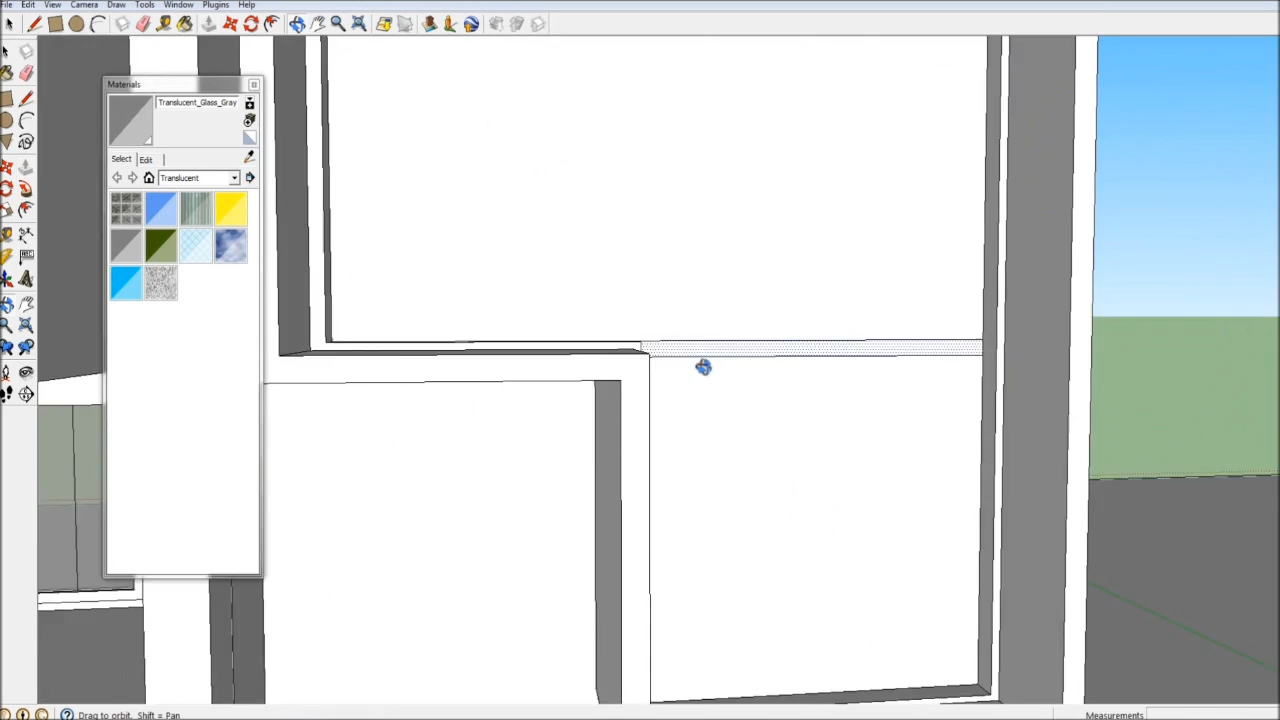 File Edit View Camera Draw Tools Window Plugins Help
Materials
Translucent_Glass_Gray
Select Edit
Translucent
ABC
Drag to orbit. Shift = Pan
Measurements